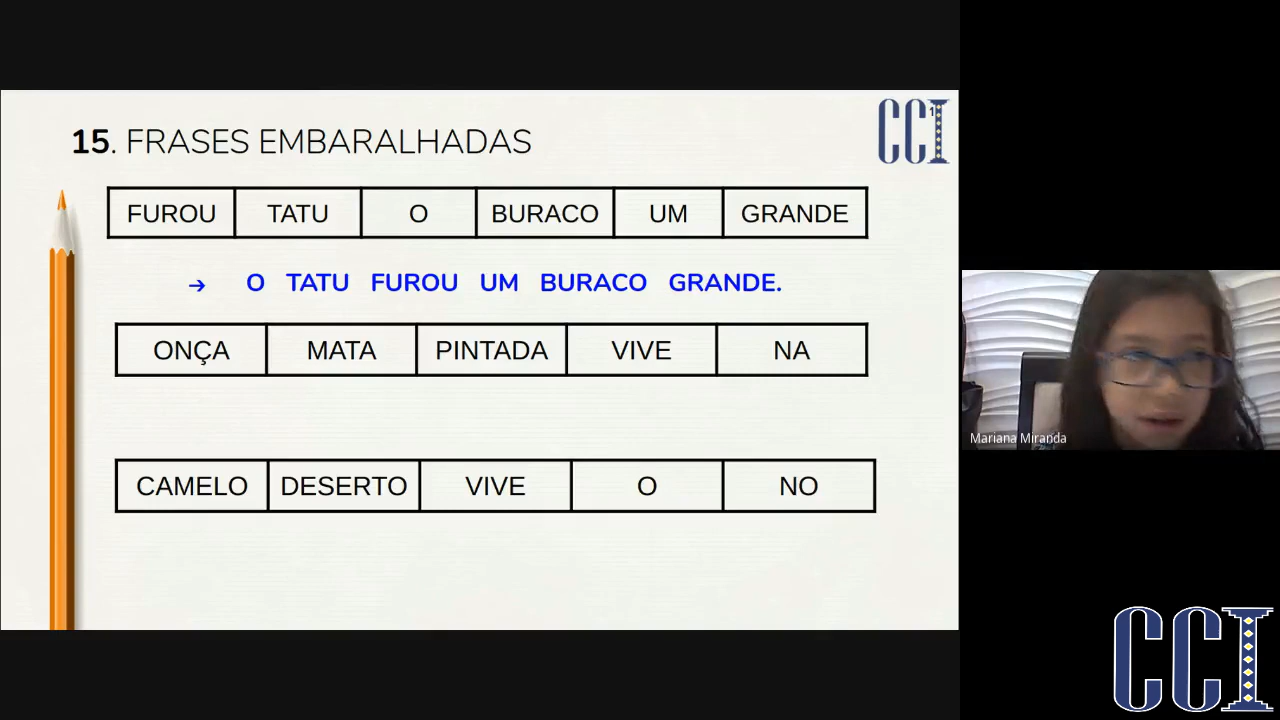 15. FRASES EMBARALHADAS
CCI
1
FUROU TATU O BURACO UM GRANDE
➔ O TATU FUROU UM BURACO GRANDE.
ONÇA MATA PINTADA VIVE NA
CAMELO DESERTO VIVE O NO
Mariana Miranda
CCI